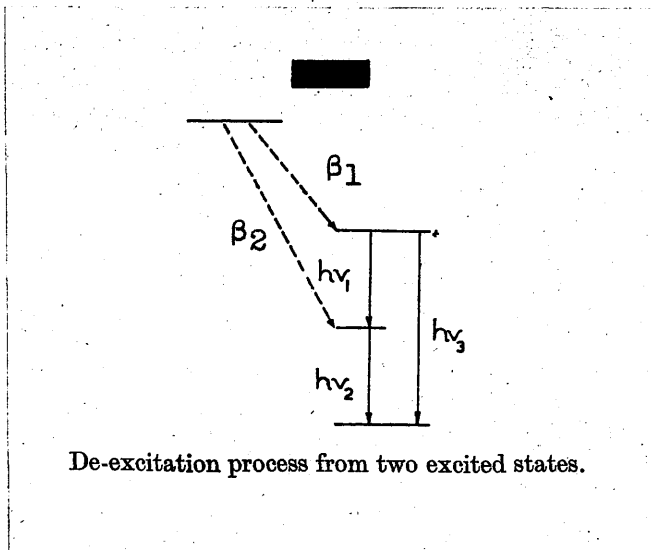 β1
β2
hν₁
hν₃
hν₂
De-excitation process from two excited states.